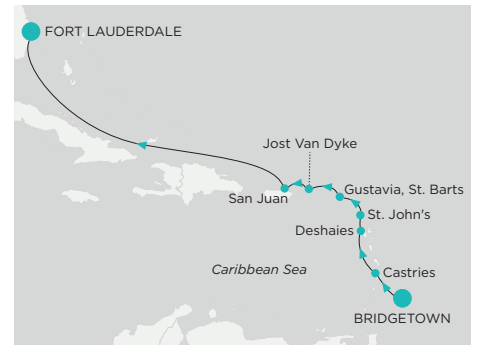 FORT LAUDERDALE
Jost Van Dyke
San Juan
Gustavia, St. Barts
St. John's
Deshaies
Caribbean Sea
Castries
BRIDGETOWN